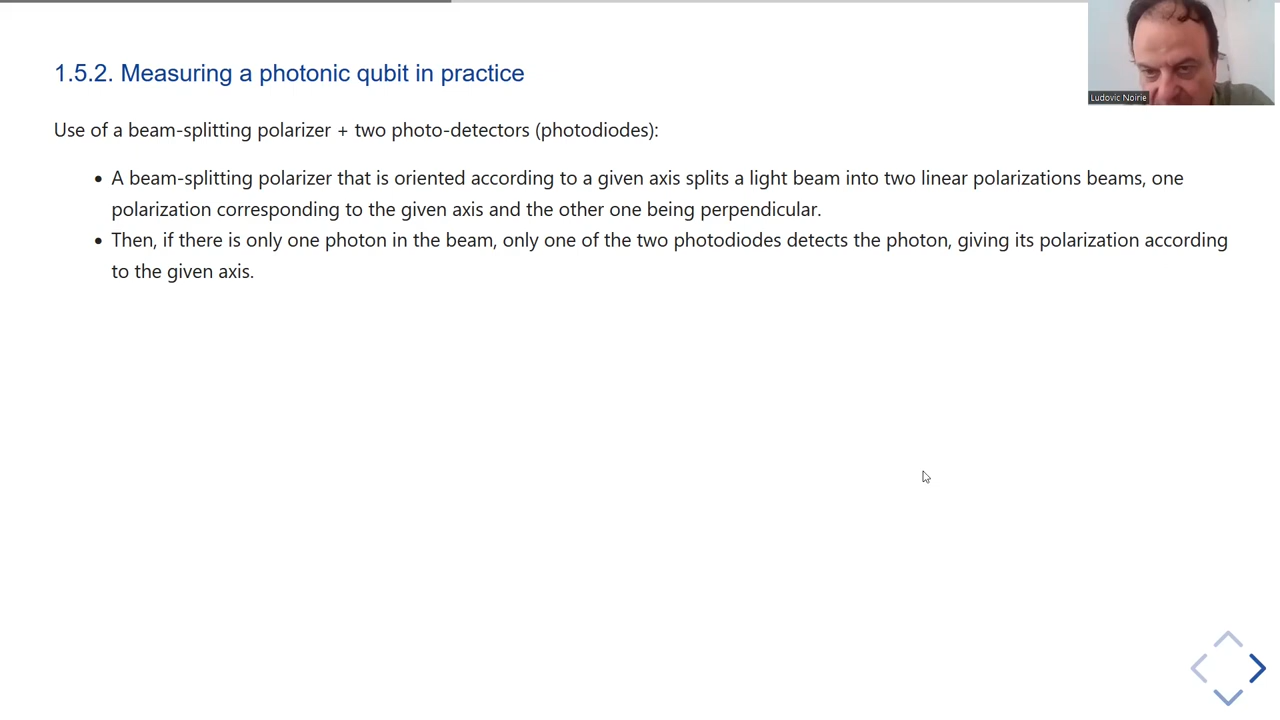 1.5.2. Measuring a photonic qubit in practice
Ludovic Noirie
Use of a beam-splitting polarizer + two photo-detectors (photodiodes):
• A beam-splitting polarizer that is oriented according to a given axis splits a light beam into two linear polarizations beams, one
polarization corresponding to the given axis and the other one being perpendicular.
• Then, if there is only one photon in the beam, only one of the two photodiodes detects the photon, giving its polarization according
to the given axis.